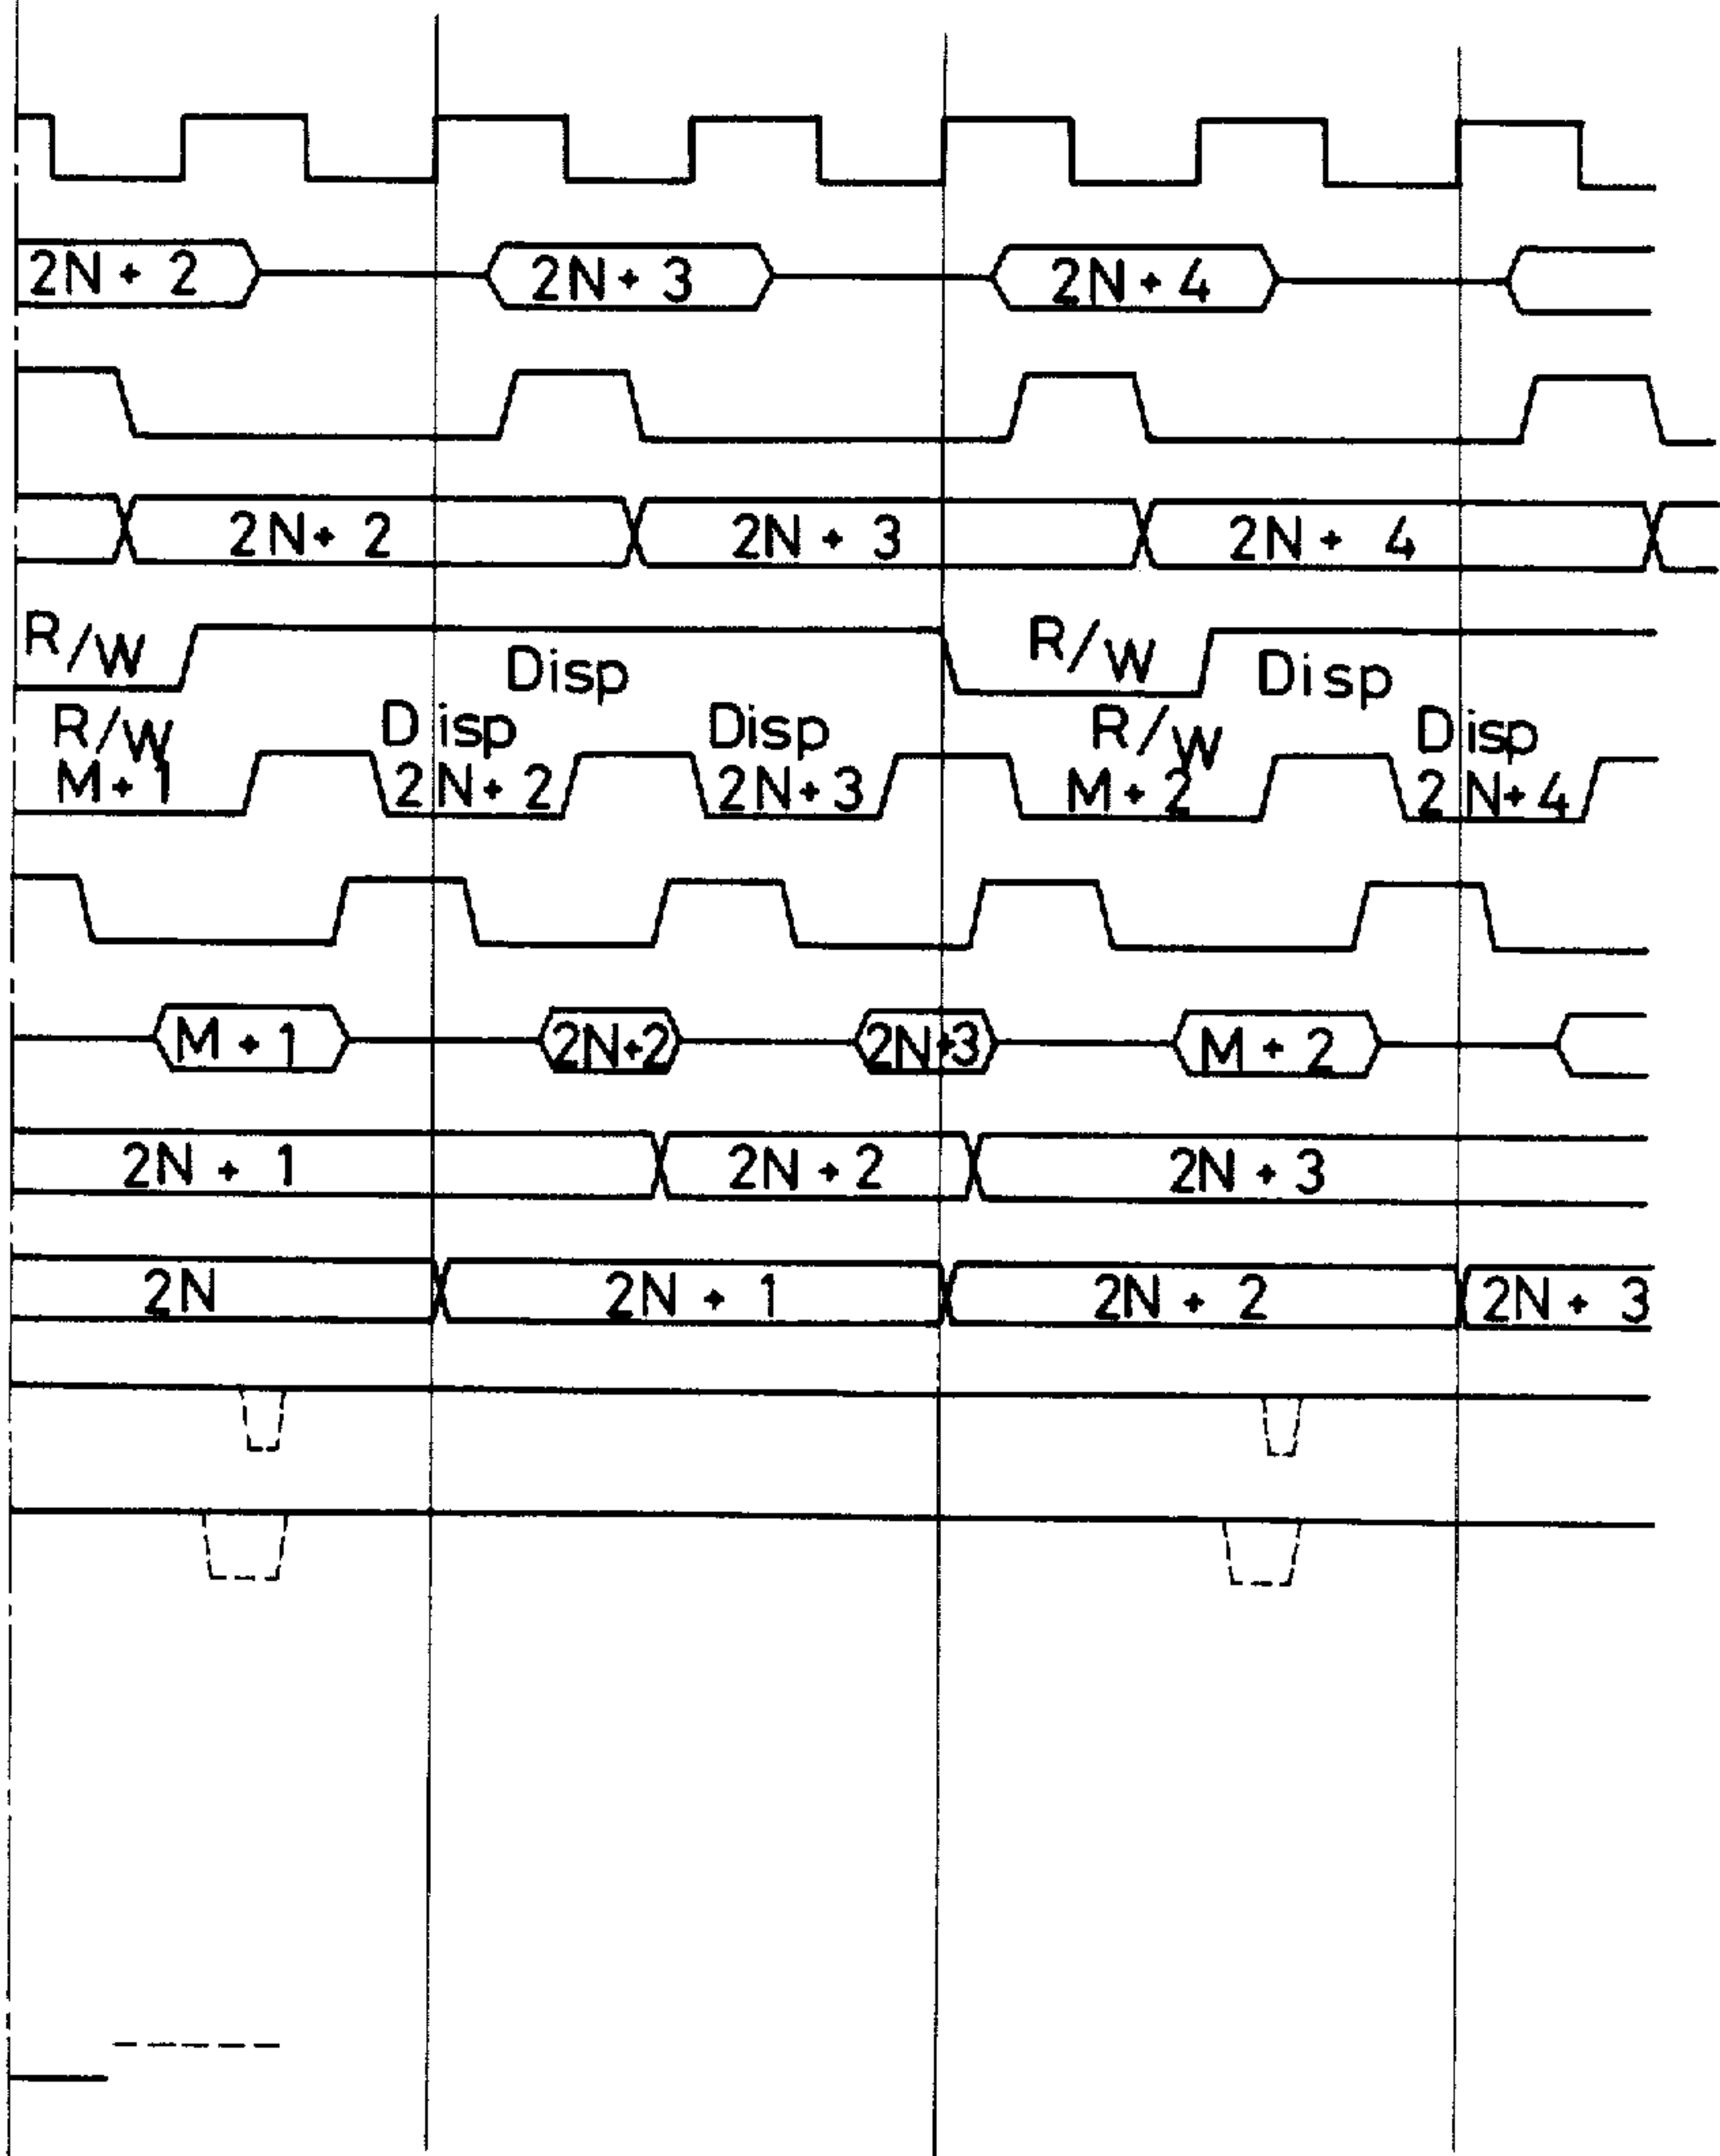 2N + 2 2N + 3 2N + 4
2N + 2 2N + 3 2N + 4
R/W Disp R/W Disp
R/W Disp Disp R/W Disp
M + 1 2N + 2 2N + 3 M + 2 2N + 4
M + 1 2N + 2 2N + 3 M + 2
2N + 1 2N + 2 2N + 3
2N 2N + 1 2N + 2 2N + 3